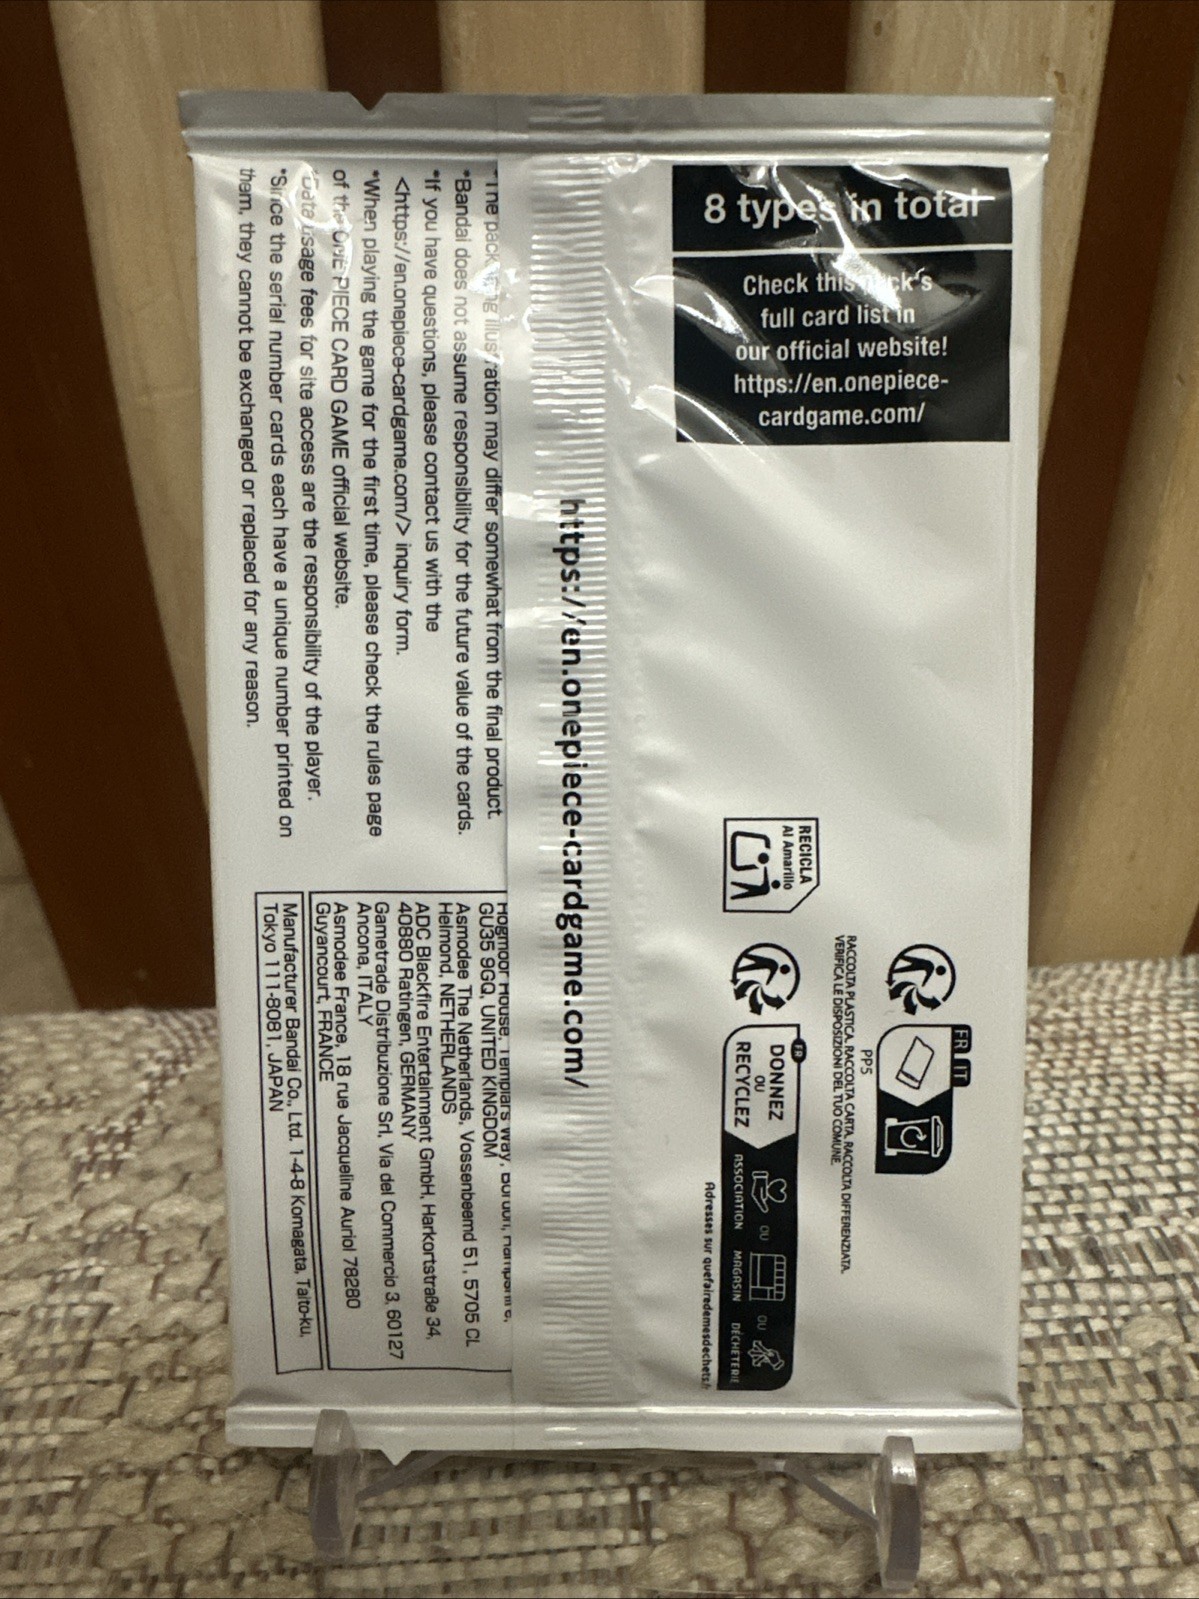 8 types in total
Check this pack's
full card list in
our official website!
https://en.onepiece-
cardgame.com/
*The packaging illustration may differ somewhat from the final product.
*Bandai does not assume responsibility for the future value of the cards.
*If you have questions, please contact us with the
<https://en.onepiece-cardgame.com/> inquiry form.
*When playing the game for the first time, please check the rules page
of the ONE PIECE CARD GAME official website.
*Data usage fees for site access are the responsibility of the player.
*Since the serial number cards each have a unique number printed on
them, they cannot be exchanged or replaced for any reason.
https://en.onepiece-cardgame.com/
FR IT
PP5
RACCOLTA PLASTICA. RACCOLTA CARTA. RACCOLTA DIFFERENZIATA.
VERIFICA LE DISPOSIZIONI DEL TUO COMUNE.
RECICLA
Al Amarillo
FR
DONNEZ
OU
RECYCLEZ
ASSOCIATION OU MAGASIN OU DÉCHÈTERIE
Adresses sur quefairedemesdechets.fr
Hogmoor House, Templars Way, Bordon, Hampshire,
GU35 9GQ, UNITED KINGDOM
Asmodee The Netherlands, Vossenbeemd 51, 5705 CL
Helmond, NETHERLANDS
ADC Blackfire Entertainment GmbH, Harkortstraße 34,
40880 Ratingen, GERMANY
Gametrade Distribuzione Srl, Via del Commercio 3, 60127
Ancona, ITALY
Asmodee France, 18 rue Jacqueline Auriol 78280
Guyancourt, FRANCE
Manufacturer Bandai Co., Ltd. 1-4-8 Komagata, Taito-ku,
Tokyo 111-8081, JAPAN